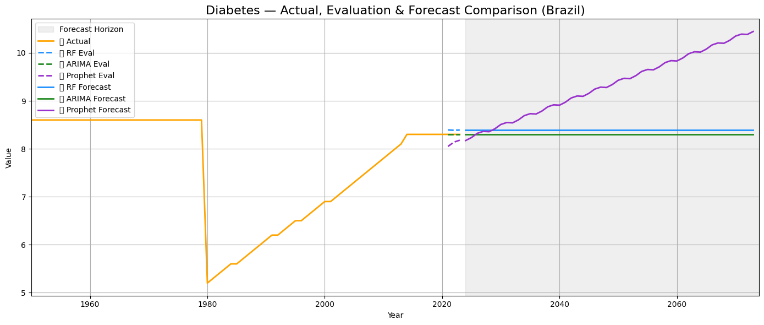 Diabetes — Actual, Evaluation & Forecast Comparison (Brazil)
Forecast Horizon
Actual
RF Eval
ARIMA Eval
Prophet Eval
RF Forecast
ARIMA Forecast
Prophet Forecast
Value
10
9
8
7
6
5
1960
1980
2000
2020
2040
2060
Year